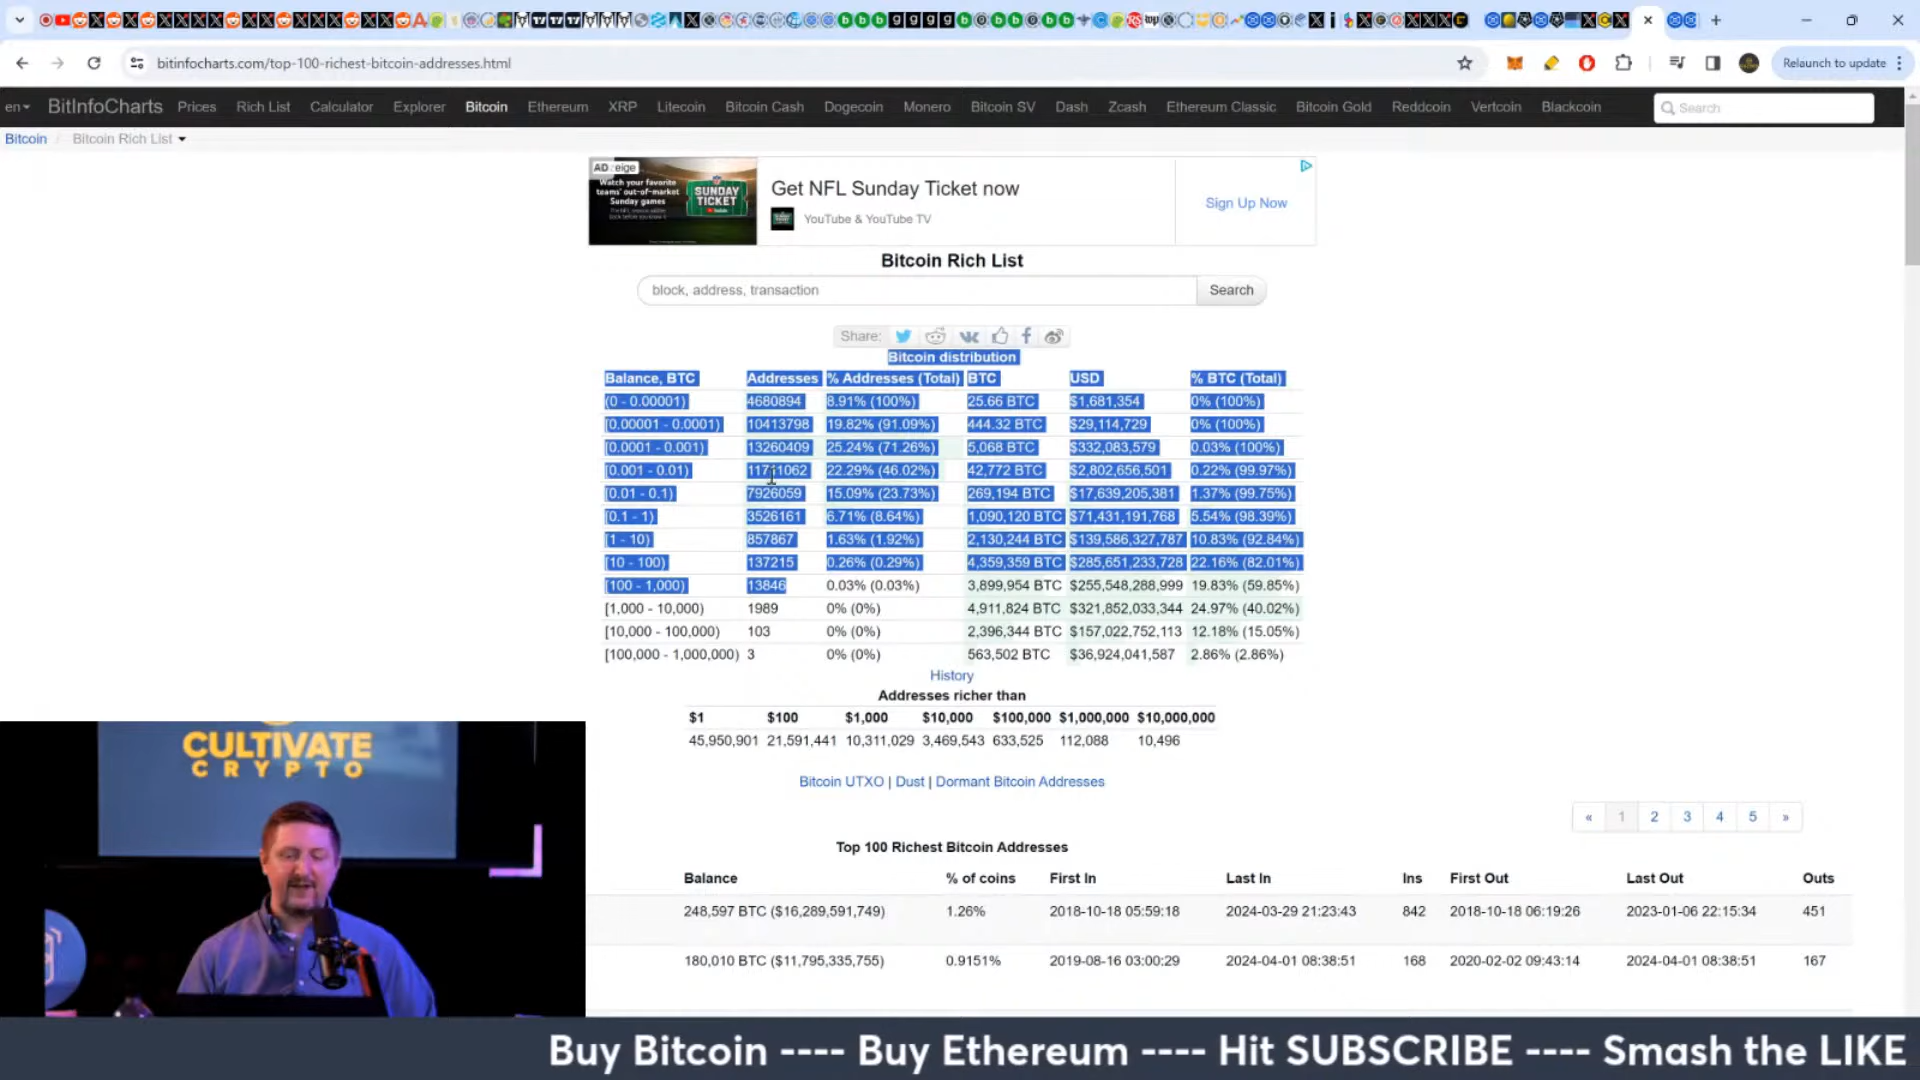 bitinfocharts.com/top-100-richest-bitcoin-addresses.html
Relaunch to update
en
BitInfoCharts Prices Rich List Calculator Explorer Bitcoin Ethereum XRP Litecoin Bitcoin Cash Dogecoin Monero Bitcoin SV Dash Zcash Ethereum Classic Bitcoin Gold Reddcoin Vertcoin Blackcoin Search
Bitcoin / Bitcoin Rich List
Watch your favorite
teams' out-of-market
Sunday games
SUNDAY
TICKET
Get NFL Sunday Ticket now
YouTube & YouTube TV
Sign Up Now
Bitcoin Rich List
block, address, transaction Search
Share:
Bitcoin distribution
Balance, BTC Addresses % Addresses (Total) BTC USD % BTC (Total)
(0 - 0.00001) 4680894 8.91% (100%) 25.66 BTC $1,681,354 0% (100%)
[0.00001 - 0.0001) 10413798 19.82% (91.09%) 444.32 BTC $29,114,729 0% (100%)
[0.0001 - 0.001) 13260409 25.24% (71.26%) 5,068 BTC $332,083,579 0.03% (100%)
[0.001 - 0.01) 11711062 22.29% (46.02%) 42,772 BTC $2,802,656,501 0.22% (99.97%)
[0.01 - 0.1) 7926059 15.09% (23.73%) 269,194 BTC $17,639,205,381 1.37% (99.75%)
[0.1 - 1) 3526161 6.71% (8.64%) 1,090,120 BTC $71,431,191,768 5.54% (98.39%)
[1 - 10) 857867 1.63% (1.92%) 2,130,244 BTC $139,586,327,787 10.83% (92.84%)
[10 - 100) 137215 0.26% (0.29%) 4,359,359 BTC $285,651,233,728 22.16% (82.01%)
[100 - 1,000) 13846 0.03% (0.03%) 3,899,954 BTC $255,548,288,999 19.83% (59.85%)
[1,000 - 10,000) 1989 0% (0%) 4,911,824 BTC $321,852,033,344 24.97% (40.02%)
[10,000 - 100,000) 103 0% (0%) 2,396,344 BTC $157,022,752,113 12.18% (15.05%)
[100,000 - 1,000,000) 3 0% (0%) 563,502 BTC $36,924,041,587 2.86% (2.86%)
History
Addresses richer than
$1 $100 $1,000 $10,000 $100,000 $1,000,000 $10,000,000
45,950,901 21,591,441 10,311,029 3,469,543 633,525 112,088 10,496
Bitcoin UTXO | Dust | Dormant Bitcoin Addresses
« 1 2 3 4 5 »
Top 100 Richest Bitcoin Addresses
Balance % of coins First In Last In Ins First Out Last Out Outs
248,597 BTC ($16,289,591,749) 1.26% 2018-10-18 05:59:18 2024-03-29 21:23:43 842 2018-10-18 06:19:26 2023-01-06 22:15:34 451
180,010 BTC ($11,795,335,755) 0.9151% 2019-08-16 03:00:29 2024-04-01 08:38:51 168 2020-02-02 09:43:14 2024-04-01 08:38:51 167
CULTIVATE
CRYPTO
Buy Bitcoin ---- Buy Ethereum ---- Hit SUBSCRIBE ---- Smash the LIKE